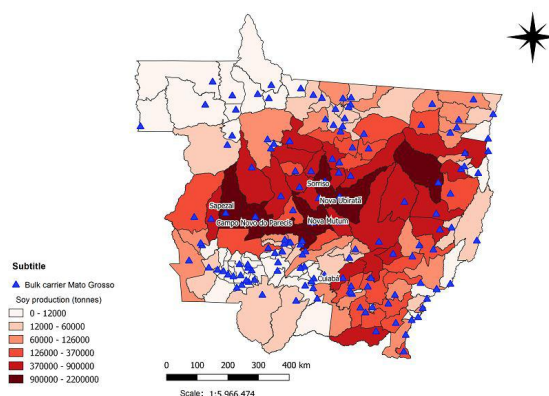 Sorriso
Sapezal
Nova Ubiratã
Campo Novo do Parecis
Nova Mutum
Cuiabá
Subtitle
Bulk carrier Mato Grosso
Soy production (tonnes)
0 - 12000
12000 - 60000
60000 - 126000
126000 - 370000
370000 - 900000
900000 - 2200000
0 100 200 300 400 km
Scale: 1:5.966.474